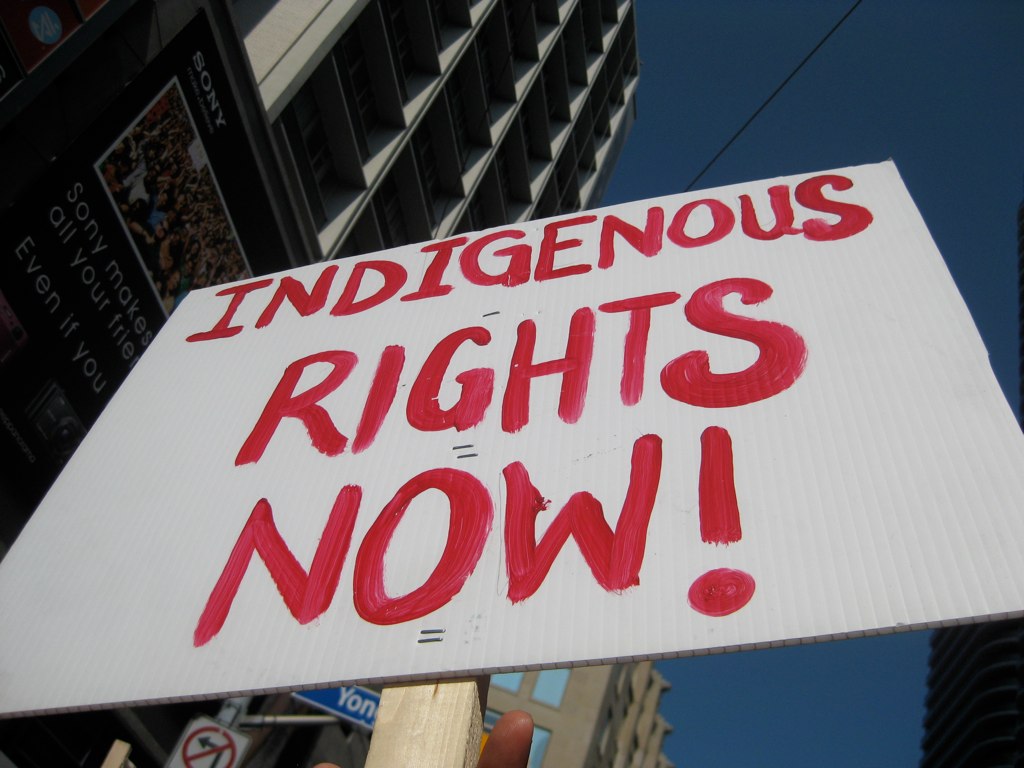 INDIGENOUS
RIGHTS
NOW!
SONY
sony makes
all your frie
Even if you
Yon